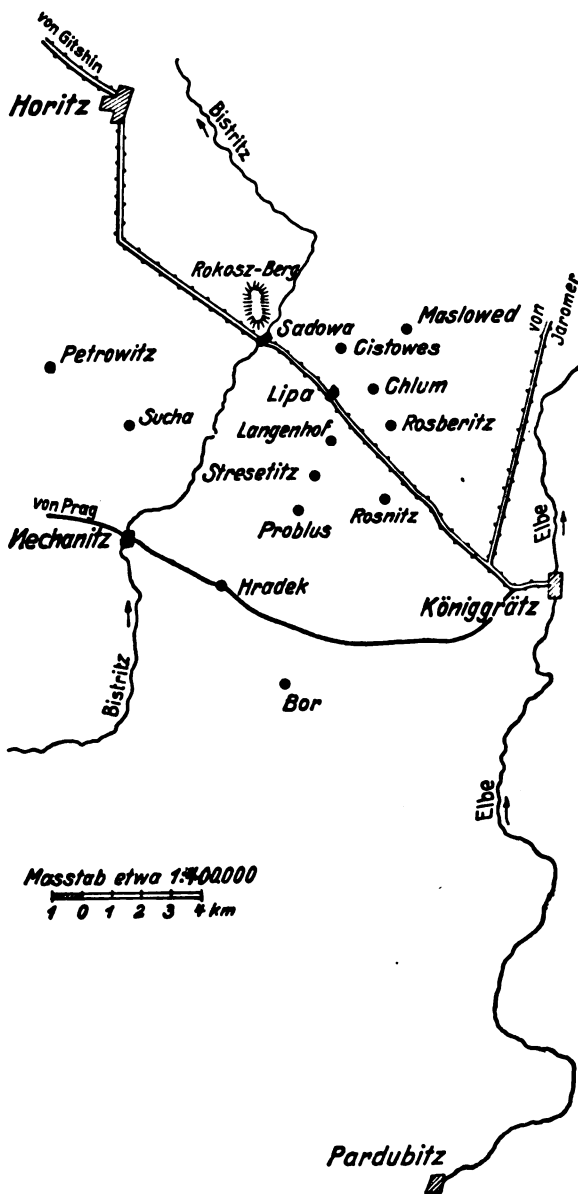 von Gitshin
Horitz
Bistritz
Rokosz-Berg
Sadowa
Maslowed
Cistowes
von
Jaromer
Petrowitz
Lipa
Chlum
Sucha
Langenhof
Rosberitz
Stresetitz
von Prag
Problus
Rosnitz
Elbe
Nechanitz
Hradek
Königgrätz
Bistritz
Bor
Elbe
Masstab etwa 1:400.000
1 0 1 2 3 4 km
Pardubitz